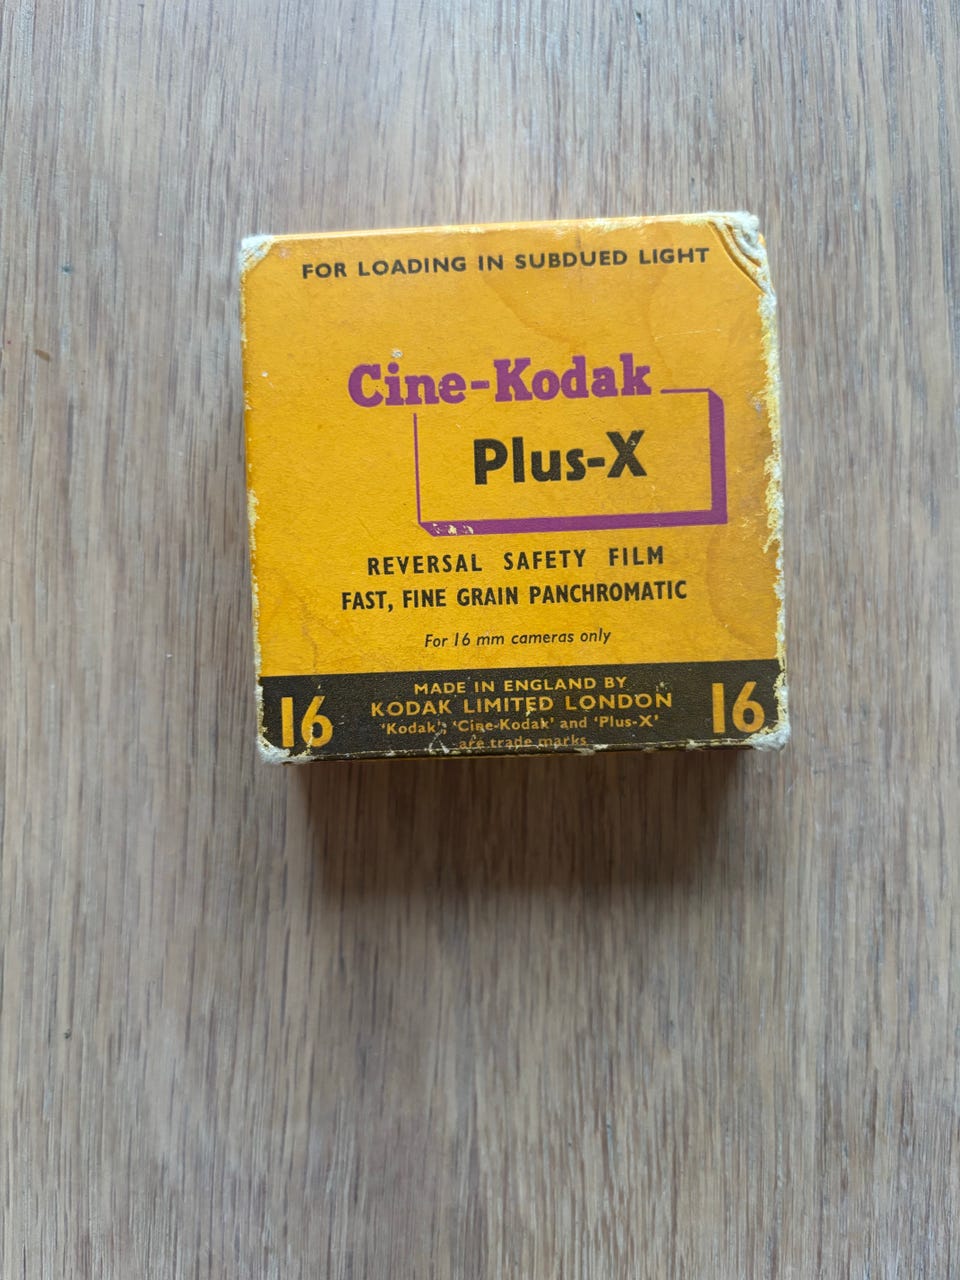 FOR LOADING IN SUBDUED LIGHT
Cine-Kodak
Plus-X
REVERSAL SAFETY FILM
FAST, FINE GRAIN PANCHROMATIC
For 16 mm cameras only
16
MADE IN ENGLAND BY
KODAK LIMITED LONDON
'Kodak', 'Cine-Kodak' and 'Plus-X'
are trade marks
16